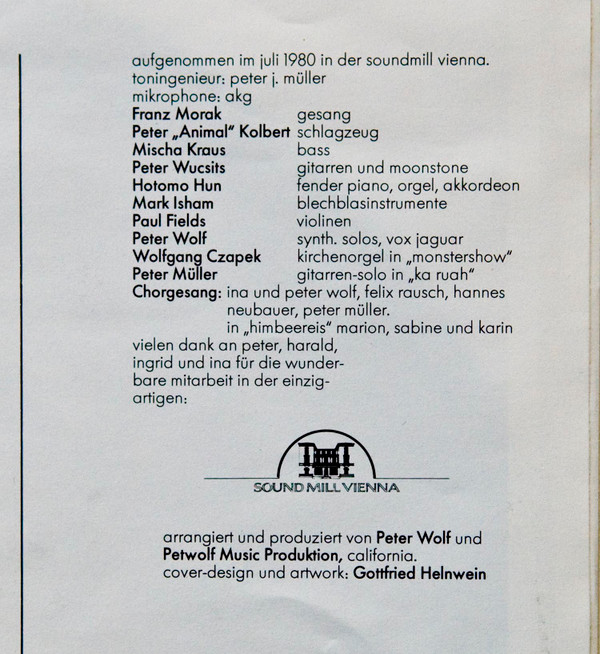 aufgenommen im juli 1980 in der soundmill vienna.
toningenieur: peter j. müller
mikrophone: akg
Franz Morak gesang
Peter „Animal“ Kolbert schlagzeug
Mischa Kraus bass
Peter Wucsits gitarren und moonstone
Hotomo Hun fender piano, orgel, akkordeon
Mark Isham blechblasinstrumente
Paul Fields violinen
Peter Wolf synth. solos, vox jaguar
Wolfgang Czapek kirchenorgel in „monstershow“
Peter Müller gitarren-solo in „ka ruah“
Chorgesang: ina und peter wolf, felix rausch, hannes
neubauer, peter müller.
in „himbeereis“ marion, sabine und karin
vielen dank an peter, harald,
ingrid und ina für die wunder-
bare mitarbeit in der einzig-
artigen:
SOUND MILL VIENNA
arrangiert und produziert von Peter Wolf und
Petwolf Music Produktion, california.
cover-design und artwork: Gottfried Helnwein